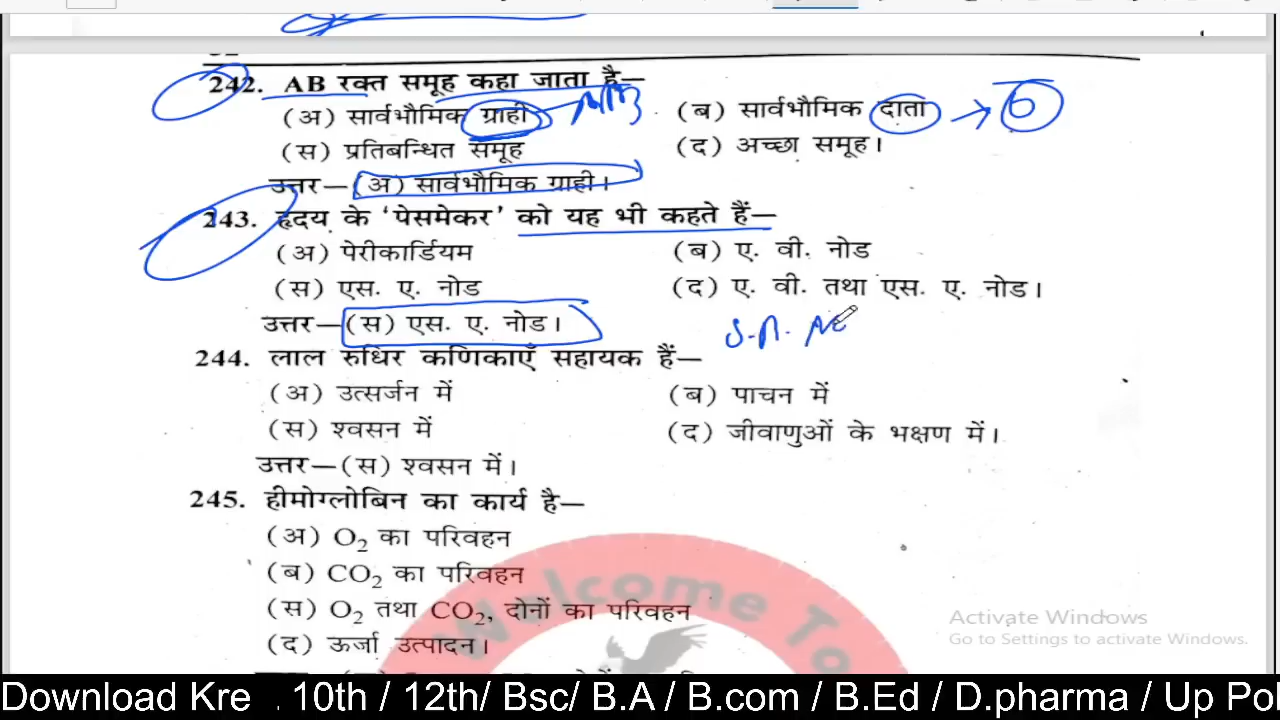 242. AB रक्त समूह कहा जाता है—
(अ) सार्वभौमिक ग्राही (ब) सार्वभौमिक दाता → O
(स) प्रतिबन्धित समूह (द) अच्छा समूह।
उत्तर—(अ) सार्वभौमिक ग्राही।
243. हृदय के ‘पेसमेकर’ को यह भी कहते हैं—
(अ) पेरीकार्डियम (ब) ए. वी. नोड
(स) एस. ए. नोड (द) ए. वी. तथा एस. ए. नोड।
उत्तर—(स) एस. ए. नोड।
S.A. No
244. लाल रुधिर कणिकाएँ सहायक हैं—
(अ) उत्सर्जन में (ब) पाचन में
(स) श्वसन में (द) जीवाणुओं के भक्षण में।
उत्तर—(स) श्वसन में।
245. हीमोग्लोबिन का कार्य है—
(अ) O₂ का परिवहन
(ब) CO₂ का परिवहन
(स) O₂ तथा CO₂, दोनों का परिवहन
(द) ऊर्जा उत्पादन।
Welcome To
Activate Windows
Go to Settings to activate Windows.
Download Kre . 10th / 12th/ Bsc/ B.A / B.com / B.Ed / D.pharma / Up Po